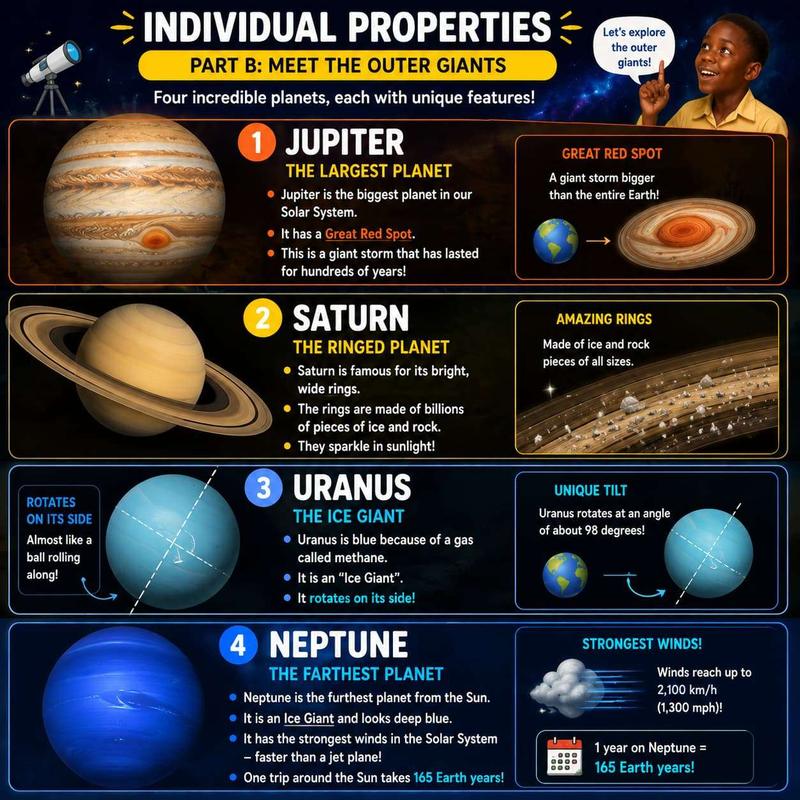 INDIVIDUAL PROPERTIES
PART B: MEET THE OUTER GIANTS
Four incredible planets, each with unique features!
Let's explore
the outer
giants!
1 JUPITER
THE LARGEST PLANET
Jupiter is the biggest planet in our
Solar System.
It has a Great Red Spot.
This is a giant storm that has lasted
for hundreds of years!
GREAT RED SPOT
A giant storm bigger
than the entire Earth!
2 SATURN
THE RINGED PLANET
Saturn is famous for its bright,
wide rings.
The rings are made of billions
of pieces of ice and rock.
They sparkle in sunlight!
AMAZING RINGS
Made of ice and rock
pieces of all sizes.
ROTATES
ON ITS SIDE
Almost like a
ball rolling
along!
3 URANUS
THE ICE GIANT
Uranus is blue because of a gas
called methane.
It is an “Ice Giant”.
It rotates on its side!
UNIQUE TILT
Uranus rotates at an angle
of about 98 degrees!
4 NEPTUNE
THE FARTHEST PLANET
Neptune is the furthest planet from the Sun.
It is an Ice Giant and looks deep blue.
It has the strongest winds in the Solar System
– faster than a jet plane!
One trip around the Sun takes 165 Earth years!
STRONGEST WINDS!
Winds reach up to
2,100 km/h
(1,300 mph)!
1 year on Neptune =
165 Earth years!